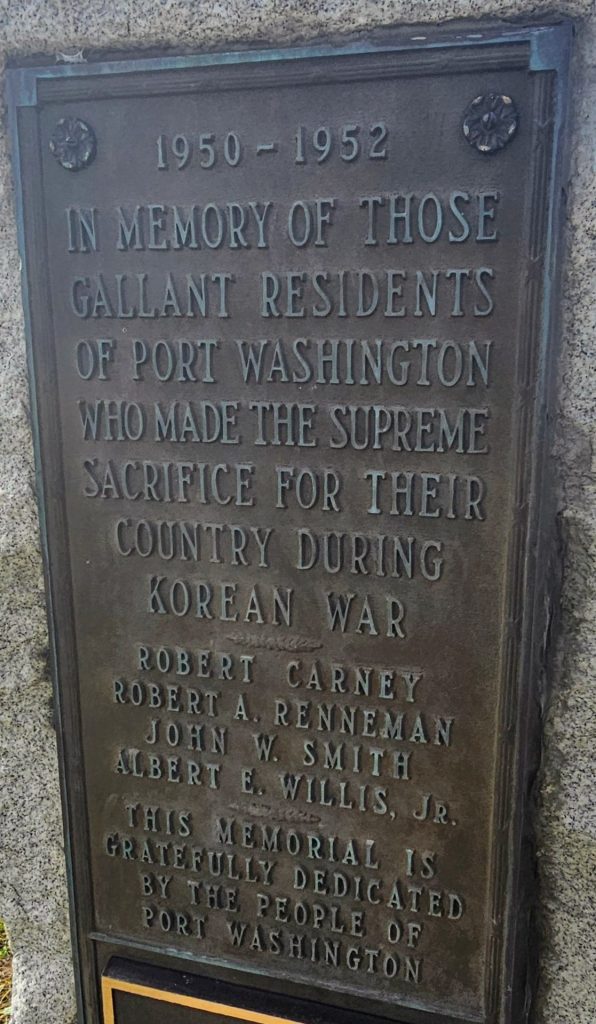 1950 - 1952
IN MEMORY OF THOSE
GALLANT RESIDENTS
OF PORT WASHINGTON
WHO MADE THE SUPREME
SACRIFICE FOR THEIR
COUNTRY DURING
KOREAN WAR
ROBERT CARNEY
ROBERT A. RENNEMAN
JOHN W. SMITH
ALBERT E. WILLIS, JR.
THIS MEMORIAL IS
GRATEFULLY DEDICATED
BY THE PEOPLE OF
PORT WASHINGTON